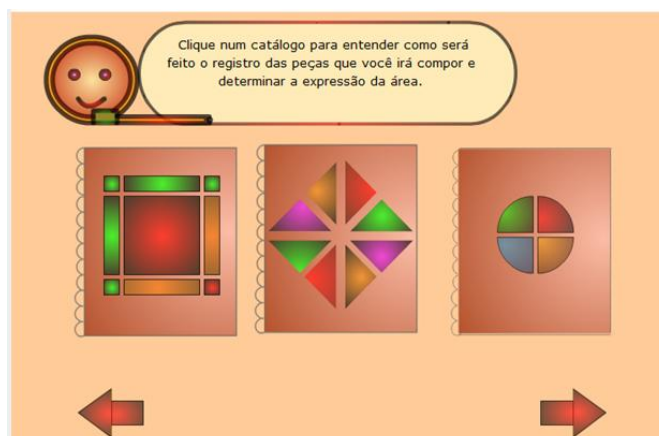 Clique num catálogo para entender como será
feito o registro das peças que você irá compor e
determinar a expressão da área.